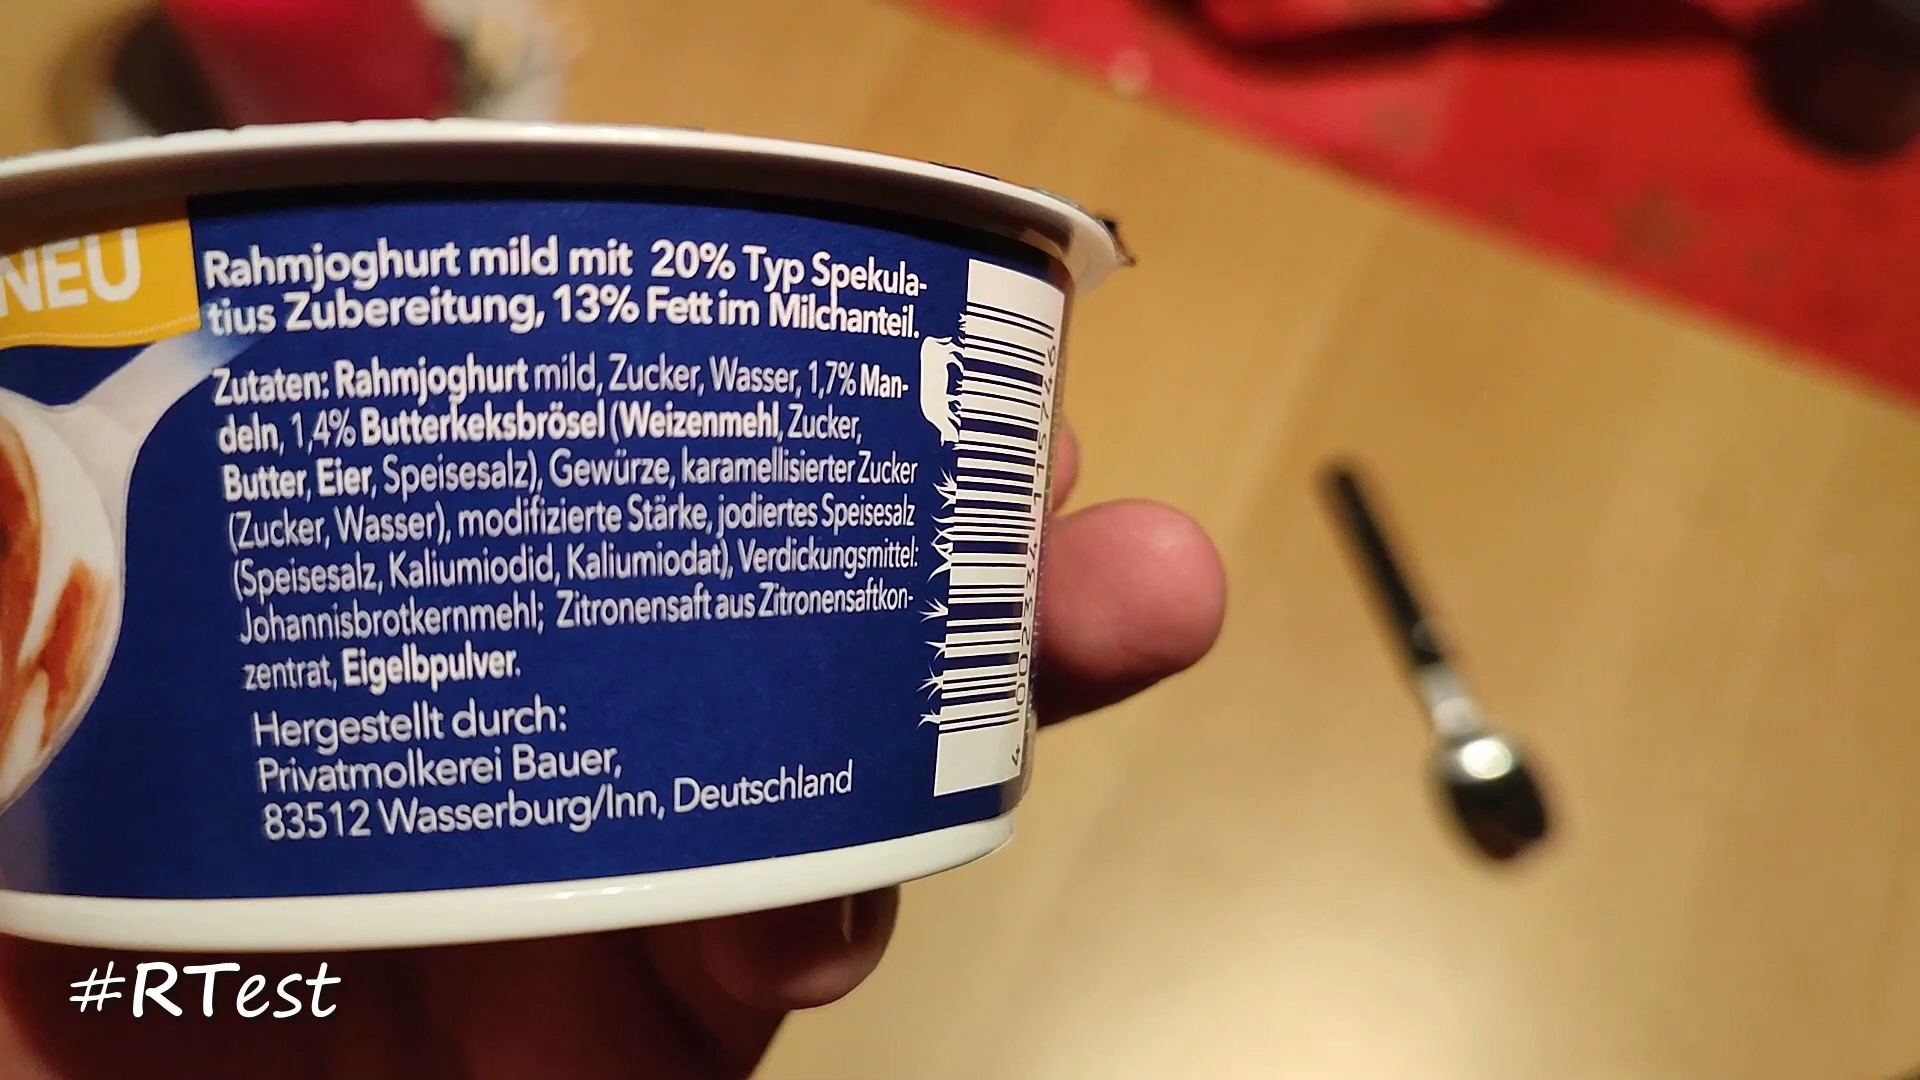 NEU
Rahmjoghurt mild mit 20% Typ Spekula-
tius Zubereitung, 13% Fett im Milchanteil.
Zutaten: Rahmjoghurt mild, Zucker, Wasser, 1,7% Man-
deln, 1,4% Butterkeksbrösel (Weizenmehl, Zucker,
Butter, Eier, Speisesalz), Gewürze, karamellisierter Zucker
(Zucker, Wasser), modifizierte Stärke, jodiertes Speisesalz
(Speisesalz, Kaliumiodid, Kaliumiodat), Verdickungsmittel:
Johannisbrotkernmehl; Zitronensaft aus Zitronensaftkon-
zentrat, Eigelbpulver.
Hergestellt durch:
Privatmolkerei Bauer,
83512 Wasserburg/Inn, Deutschland
4 002334 115746
#RTest